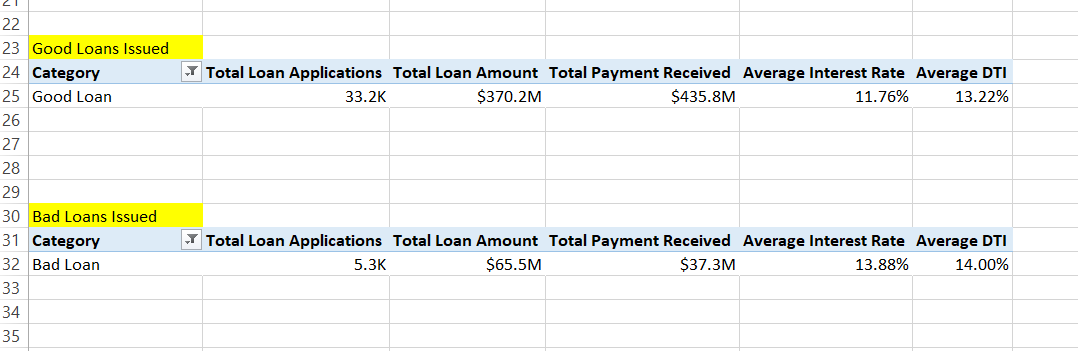 22
23 Good Loans Issued
24 Category Total Loan Applications Total Loan Amount Total Payment Received Average Interest Rate Average DTI
25 Good Loan 33.2K $370.2M $435.8M 11.76% 13.22%
26
27
28
29
30 Bad Loans Issued
31 Category Total Loan Applications Total Loan Amount Total Payment Received Average Interest Rate Average DTI
32 Bad Loan 5.3K $65.5M $37.3M 13.88% 14.00%
33
34
35